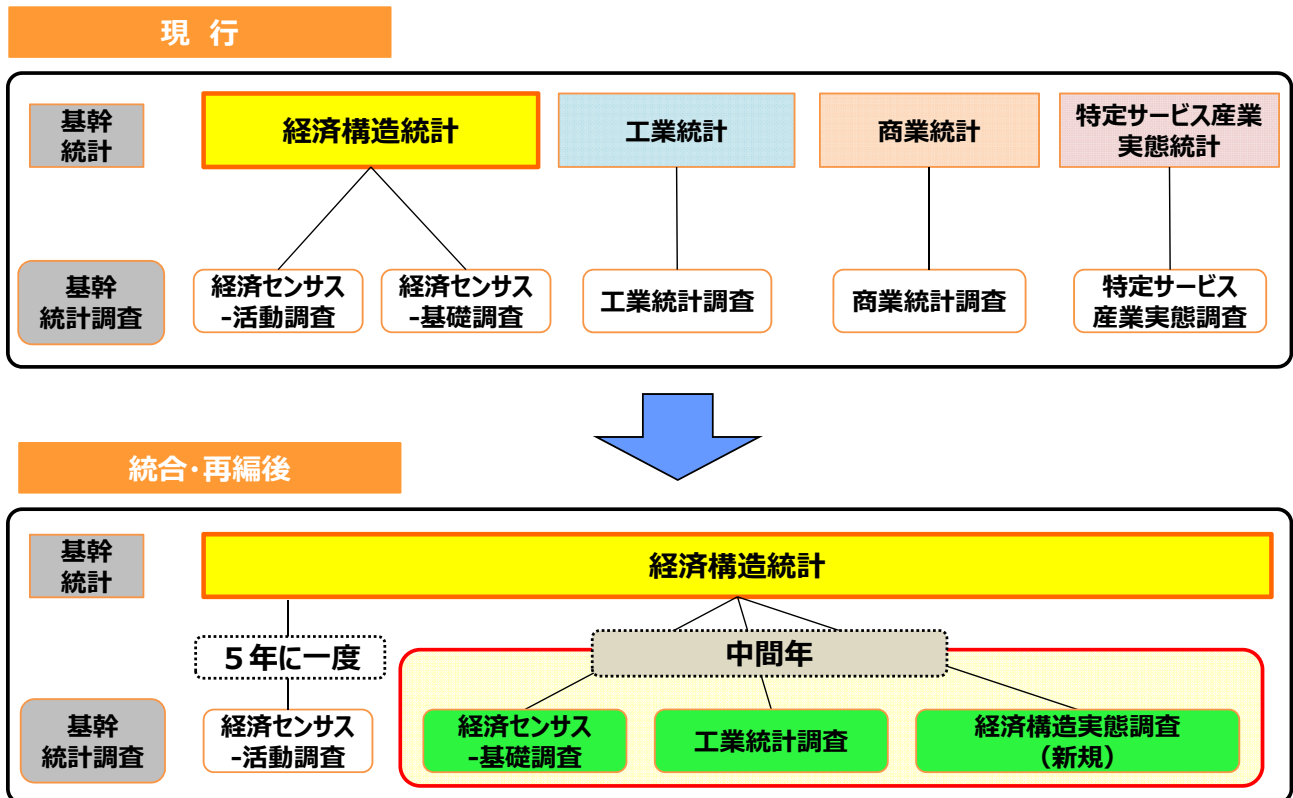 現 行
基幹
統計
経済構造統計
工業統計
商業統計
特定サービス産業
実態統計
基幹
統計調査
経済センサス
-活動調査
経済センサス
-基礎調査
工業統計調査
商業統計調査
特定サービス
産業実態調査
統合・再編後
基幹
統計
経済構造統計
5年に一度
中間年
基幹
統計調査
経済センサス
-活動調査
経済センサス
-基礎調査
工業統計調査
経済構造実態調査
(新規)